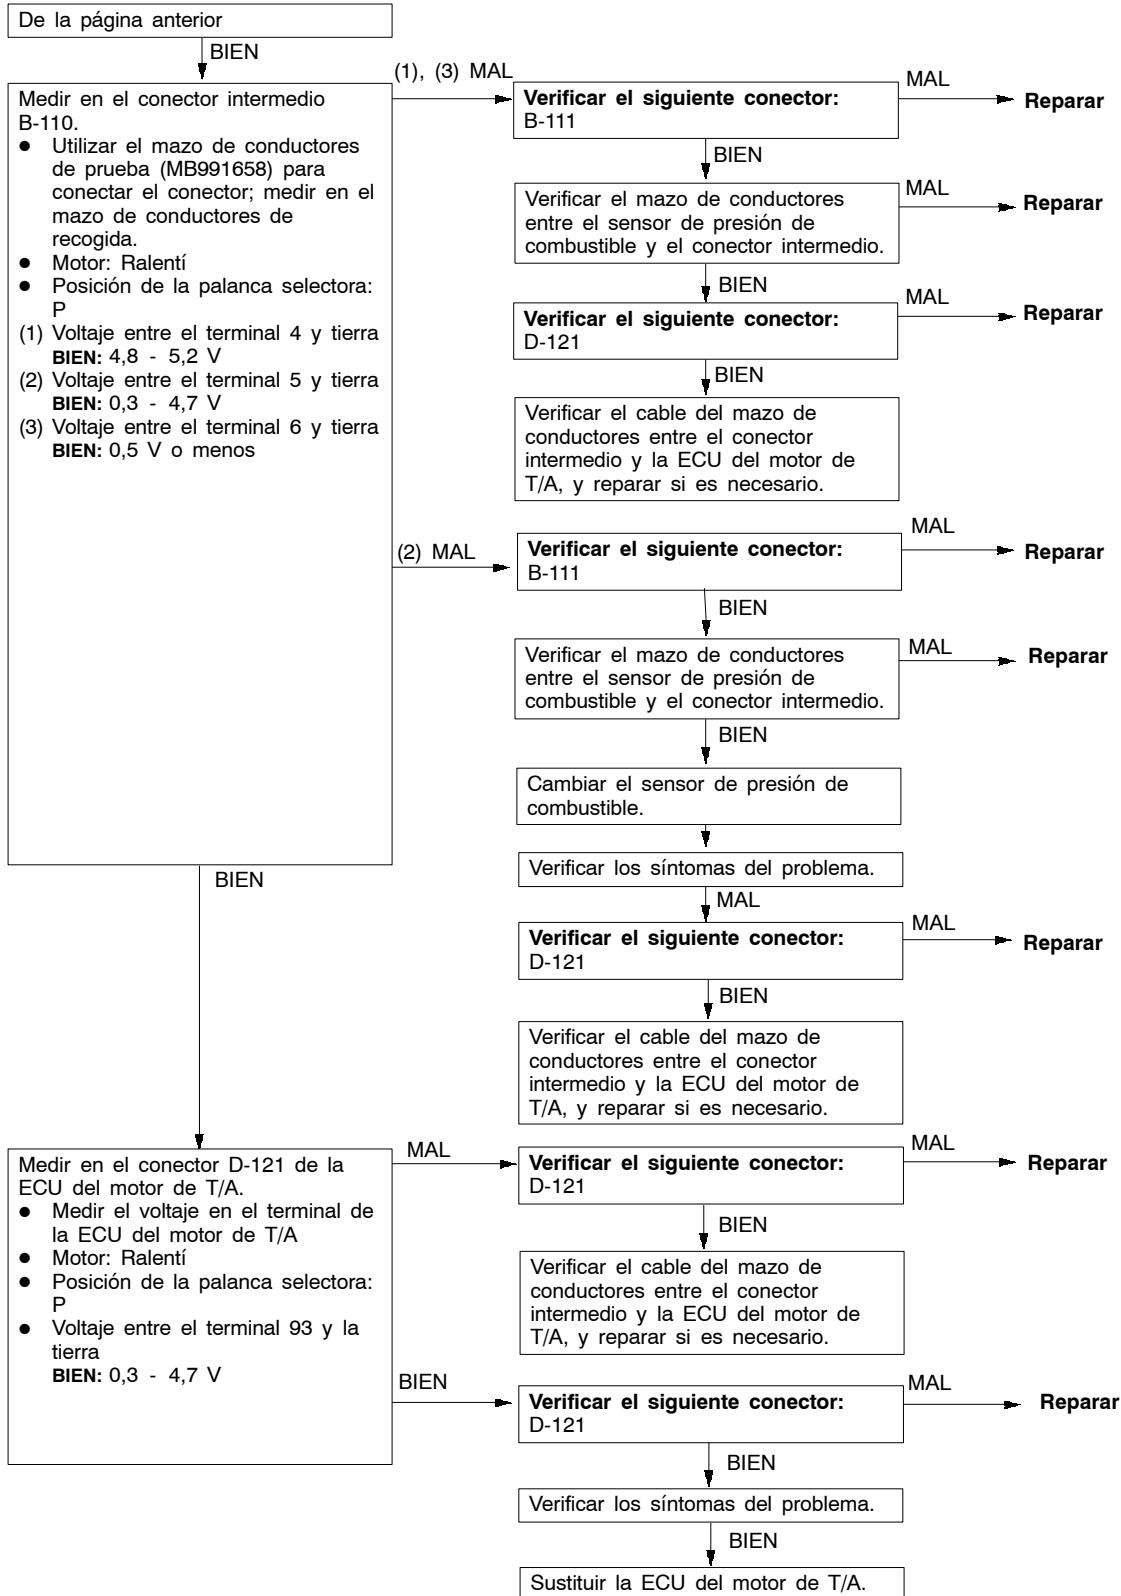 De la página anterior
BIEN
Medir en el conector intermedio
B-110.
● Utilizar el mazo de conductores
de prueba (MB991658) para
conectar el conector; medir en el
mazo de conductores de
recogida.
● Motor: Ralentí
● Posición de la palanca selectora:
P
(1) Voltaje entre el terminal 4 y tierra
BIEN: 4,8 - 5,2 V
(2) Voltaje entre el terminal 5 y tierra
BIEN: 0,3 - 4,7 V
(3) Voltaje entre el terminal 6 y tierra
BIEN: 0,5 V o menos
(1), (3) MAL
Verificar el siguiente conector:
B-111
MAL
Reparar
BIEN
Verificar el mazo de conductores
entre el sensor de presión de
combustible y el conector intermedio.
MAL
Reparar
BIEN
Verificar el siguiente conector:
D-121
MAL
Reparar
BIEN
Verificar el cable del mazo de
conductores entre el conector
intermedio y la ECU del motor de
T/A, y reparar si es necesario.
(2) MAL
Verificar el siguiente conector:
B-111
MAL
Reparar
BIEN
Verificar el mazo de conductores
entre el sensor de presión de
combustible y el conector intermedio.
MAL
Reparar
BIEN
Cambiar el sensor de presión de
combustible.
Verificar los síntomas del problema.
MAL
Verificar el siguiente conector:
D-121
MAL
Reparar
BIEN
Verificar el cable del mazo de
conductores entre el conector
intermedio y la ECU del motor de
T/A, y reparar si es necesario.
BIEN
Medir en el conector D-121 de la
ECU del motor de T/A.
● Medir el voltaje en el terminal de
la ECU del motor de T/A
● Motor: Ralentí
● Posición de la palanca selectora:
P
● Voltaje entre el terminal 93 y la
tierra
BIEN: 0,3 - 4,7 V
MAL
Verificar el siguiente conector:
D-121
MAL
Reparar
BIEN
Verificar el cable del mazo de
conductores entre el conector
intermedio y la ECU del motor de
T/A, y reparar si es necesario.
BIEN
Verificar el siguiente conector:
D-121
MAL
Reparar
BIEN
Verificar los síntomas del problema.
BIEN
Sustituir la ECU del motor de T/A.